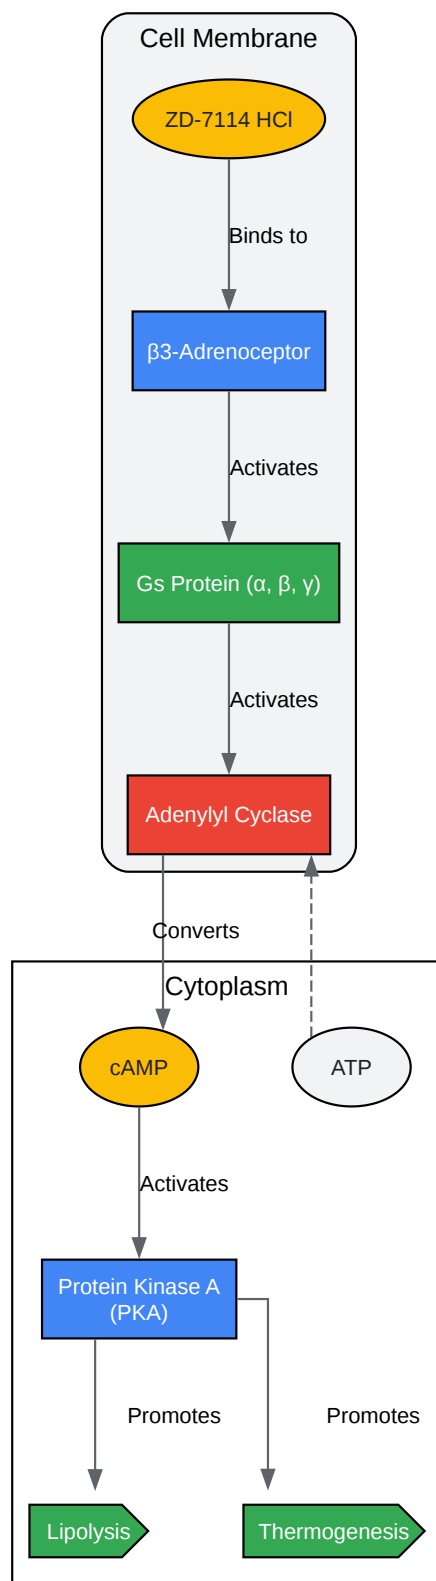 Cell Membrane
ZD-7114 HCl
Binds to
β3-Adrenoceptor
Activates
Gs Protein (α, β, γ)
Activates
Adenylyl Cyclase
Converts
Cytoplasm
cAMP
ATP
Activates
Protein Kinase A
(PKA)
Promotes
Promotes
Lipolysis
Thermogenesis